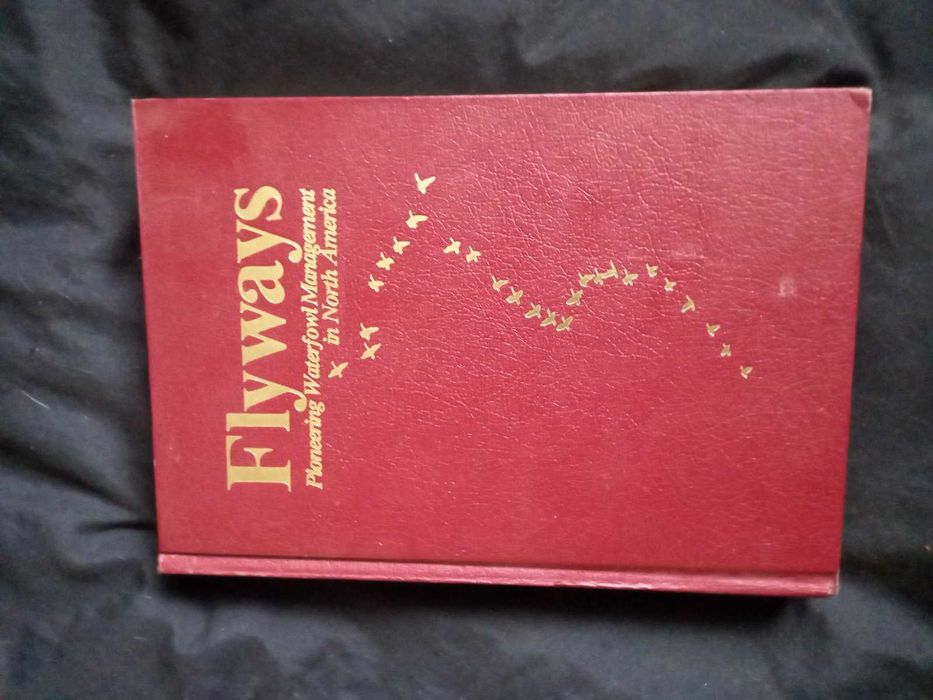 Flyways
Pioneering Waterfowl Management
in North America